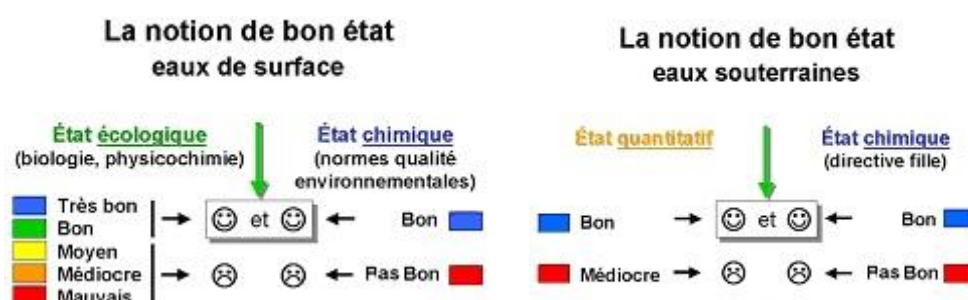 La notion de bon état
eaux de surface
État écologique
(biologie, physicochimie)
État chimique
(normes qualité
environnementales)
Très bon
Bon
Moyen
Médiocre
Mauvais
et
Bon
Pas Bon
La notion de bon état
eaux souterraines
État quantitatif
État chimique
(directive fille)
Bon
et
Bon
Médiocre
Pas Bon